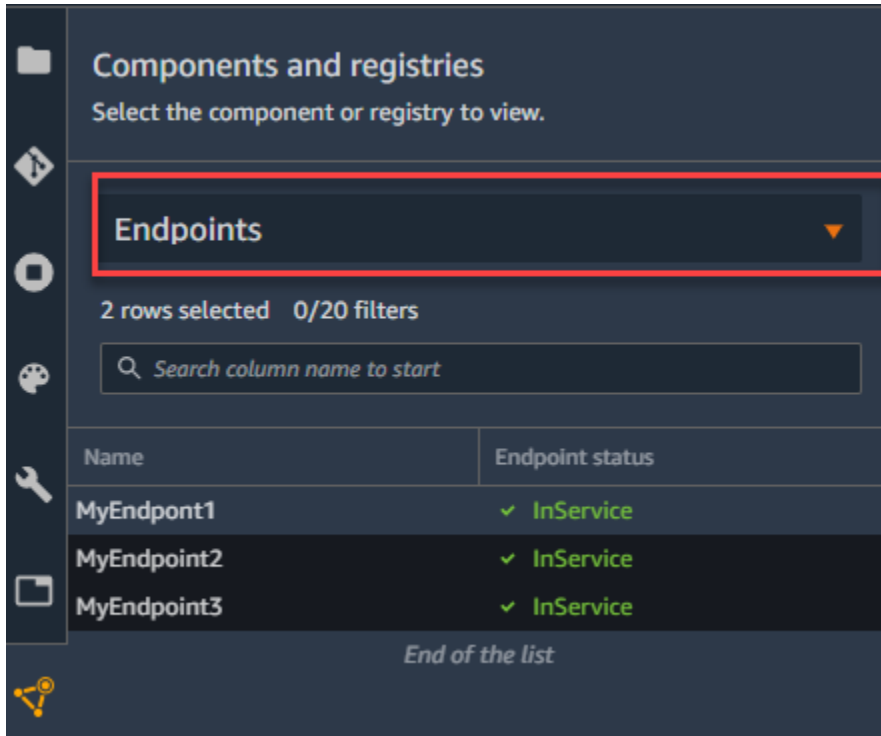 Components and registries
Select the component or registry to view.
Endpoints
2 rows selected 0/20 filters
Search column name to start
Name Endpoint status
MyEndpont1 InService
MyEndpoint2 InService
MyEndpoint3 InService
End of the list